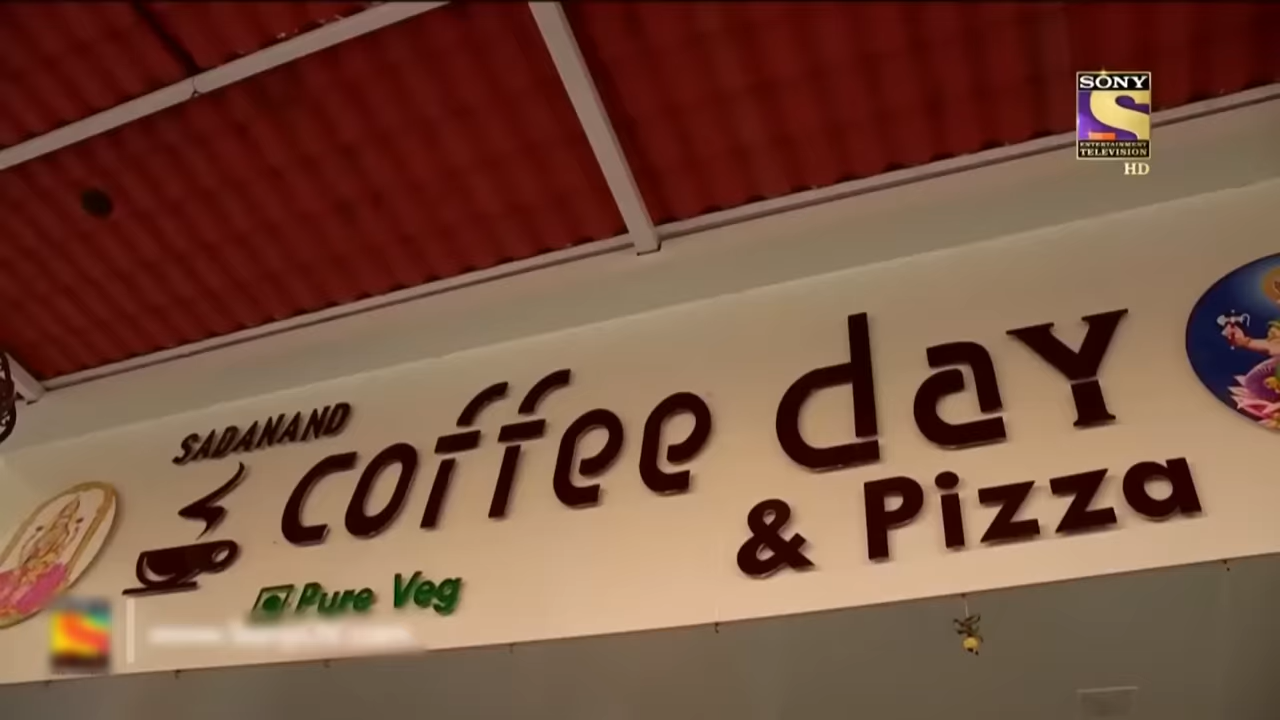 SONY
ENTERTAINMENT
TELEVISION
HD
SADANAND
coffee day
& Pizza
Pure Veg